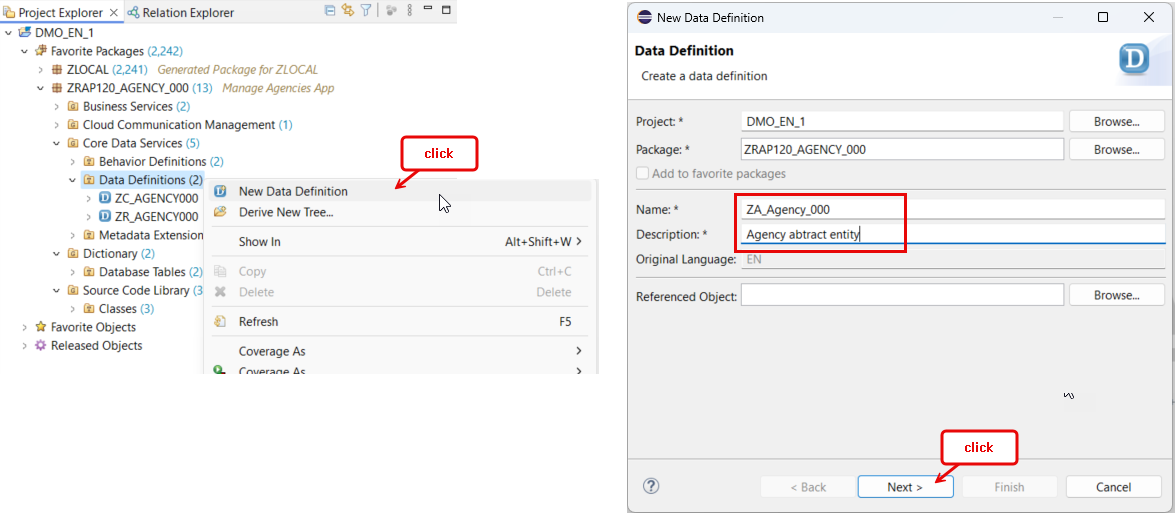 Project Explorer
Relation Explorer
DMO_EN_1
Favorite Packages (2,242)
ZLOCAL (2,241) Generated Package for ZLOCAL
ZRAP120_AGENCY_000 (13) Manage Agencies App
Business Services (2)
Cloud Communication Management (1)
Core Data Services (5)
Behavior Definitions (2)
Data Definitions (2)
ZC_AGENCY000
ZR_AGENCY000
Metadata Extension
Dictionary (2)
Database Tables (2)
Source Code Library (3
Classes (3)
Favorite Objects
Released Objects
click
New Data Definition
Derive New Tree...
Show In Alt+Shift+W
Copy Ctrl+C
Delete Delete
Refresh F5
Coverage As
Coverage As
New Data Definition
Data Definition
Create a data definition
D
Project: * DMO_EN_1 Browse...
Package: * ZRAP120_AGENCY_000 Browse...
Add to favorite packages
Name: * ZA_Agency_000
Description: * Agency abtract entity
Original Language: EN
Referenced Object: Browse...
click
? < Back Next > Finish Cancel